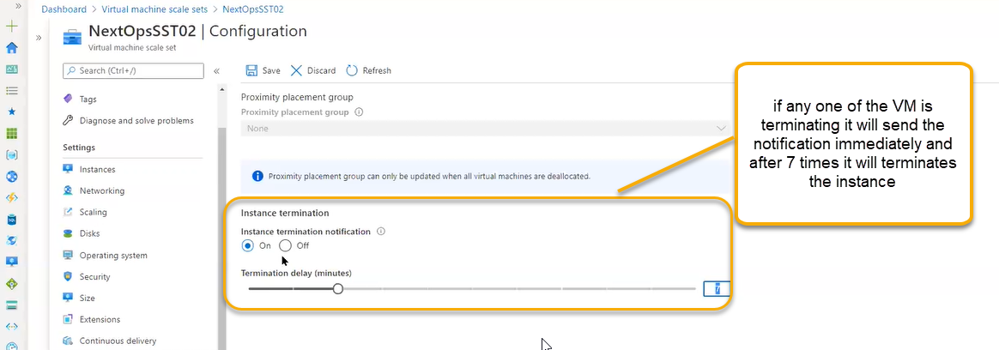 Dashboard > Virtual machine scale sets > NextOpsSST02
NextOpsSST02 | Configuration
Virtual machine scale set
Search (Ctrl+/)
Save Discard Refresh
Tags
Diagnose and solve problems
Settings
Instances
Networking
Scaling
Disks
Operating system
Security
Size
Extensions
Continuous delivery
Proximity placement group
Proximity placement group
None
Proximity placement group can only be updated when all virtual machines are deallocated.
Instance termination
Instance termination notification
On Off
Termination delay (minutes)
7
if any one of the VM is
terminating it will send the
notification immediately and
after 7 times it will terminates
the instance